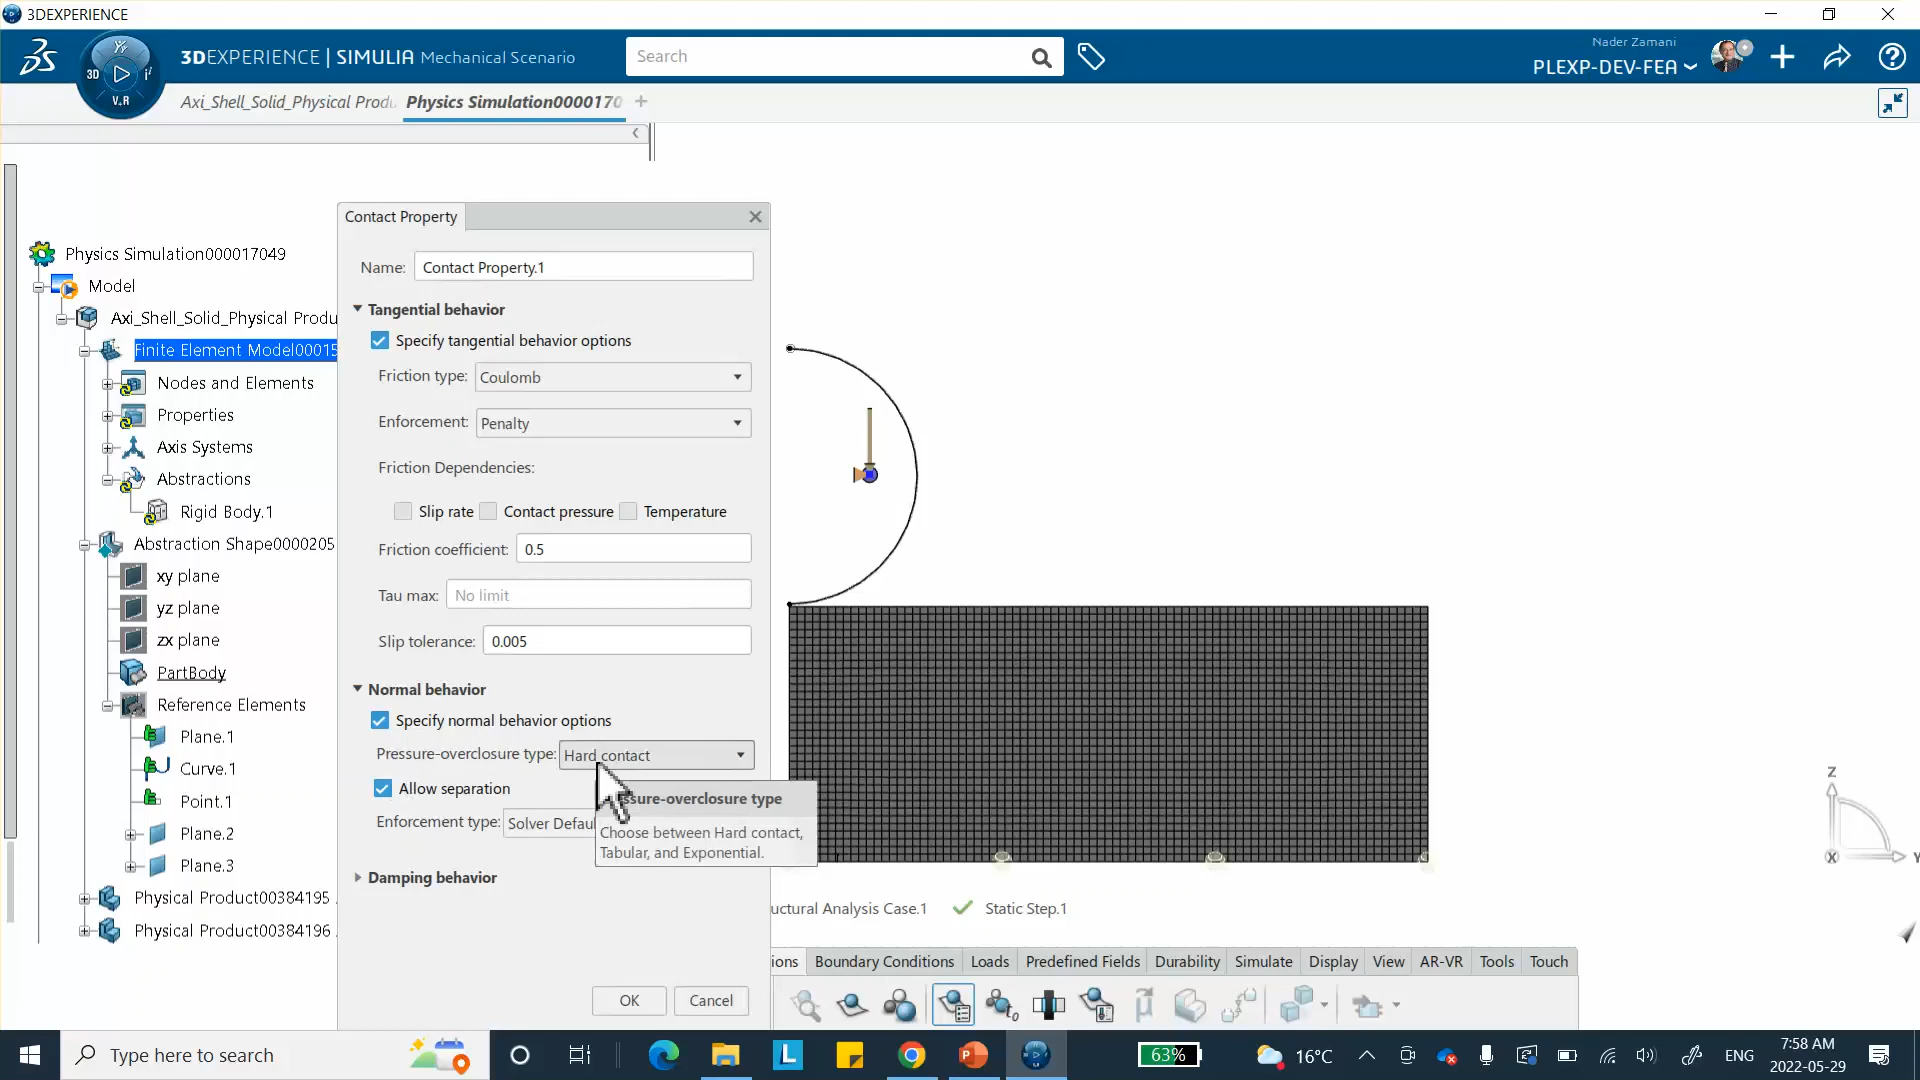 3DEXPERIENCE
3DEXPERIENCE | SIMULIA Mechanical Scenario
Search
Nader Zamani
PLEXP-DEV-FEA
3D
V.R
Axi_Shell_Solid_Physical Produ
Physics Simulation0000170
Contact Property
Physics Simulation000017049
Name: Contact Property.1
Model
Tangential behavior
Axi_Shell_Solid_Physical Produ
Specify tangential behavior options
Finite Element Model00015
Friction type: Coulomb
Nodes and Elements
Properties
Enforcement: Penalty
Axis Systems
Friction Dependencies:
Abstractions
Rigid Body.1
Slip rate Contact pressure Temperature
Abstraction Shape0000205
Friction coefficient: 0.5
xy plane
Tau max: No limit
yz plane
zx plane
Slip tolerance: 0.005
PartBody
Normal behavior
Reference Elements
Specify normal behavior options
Plane.1
Pressure-overclosure type: Hard contact
Curve.1
Allow separation
Point.1
ssure-overclosure type
Enforcement type: Solver Defau
Choose between Hard contact,
Tabular, and Exponential.
Plane.2
Plane.3
Damping behavior
Physical Product00384195
Physical Product00384196
Z
X
Y
uctural Analysis Case.1
Static Step.1
ions Boundary Conditions Loads Predefined Fields Durability Simulate Display View AR-VR Tools Touch
OK Cancel
Type here to search
63%
16°C
ENG
7:58 AM
2022-05-29